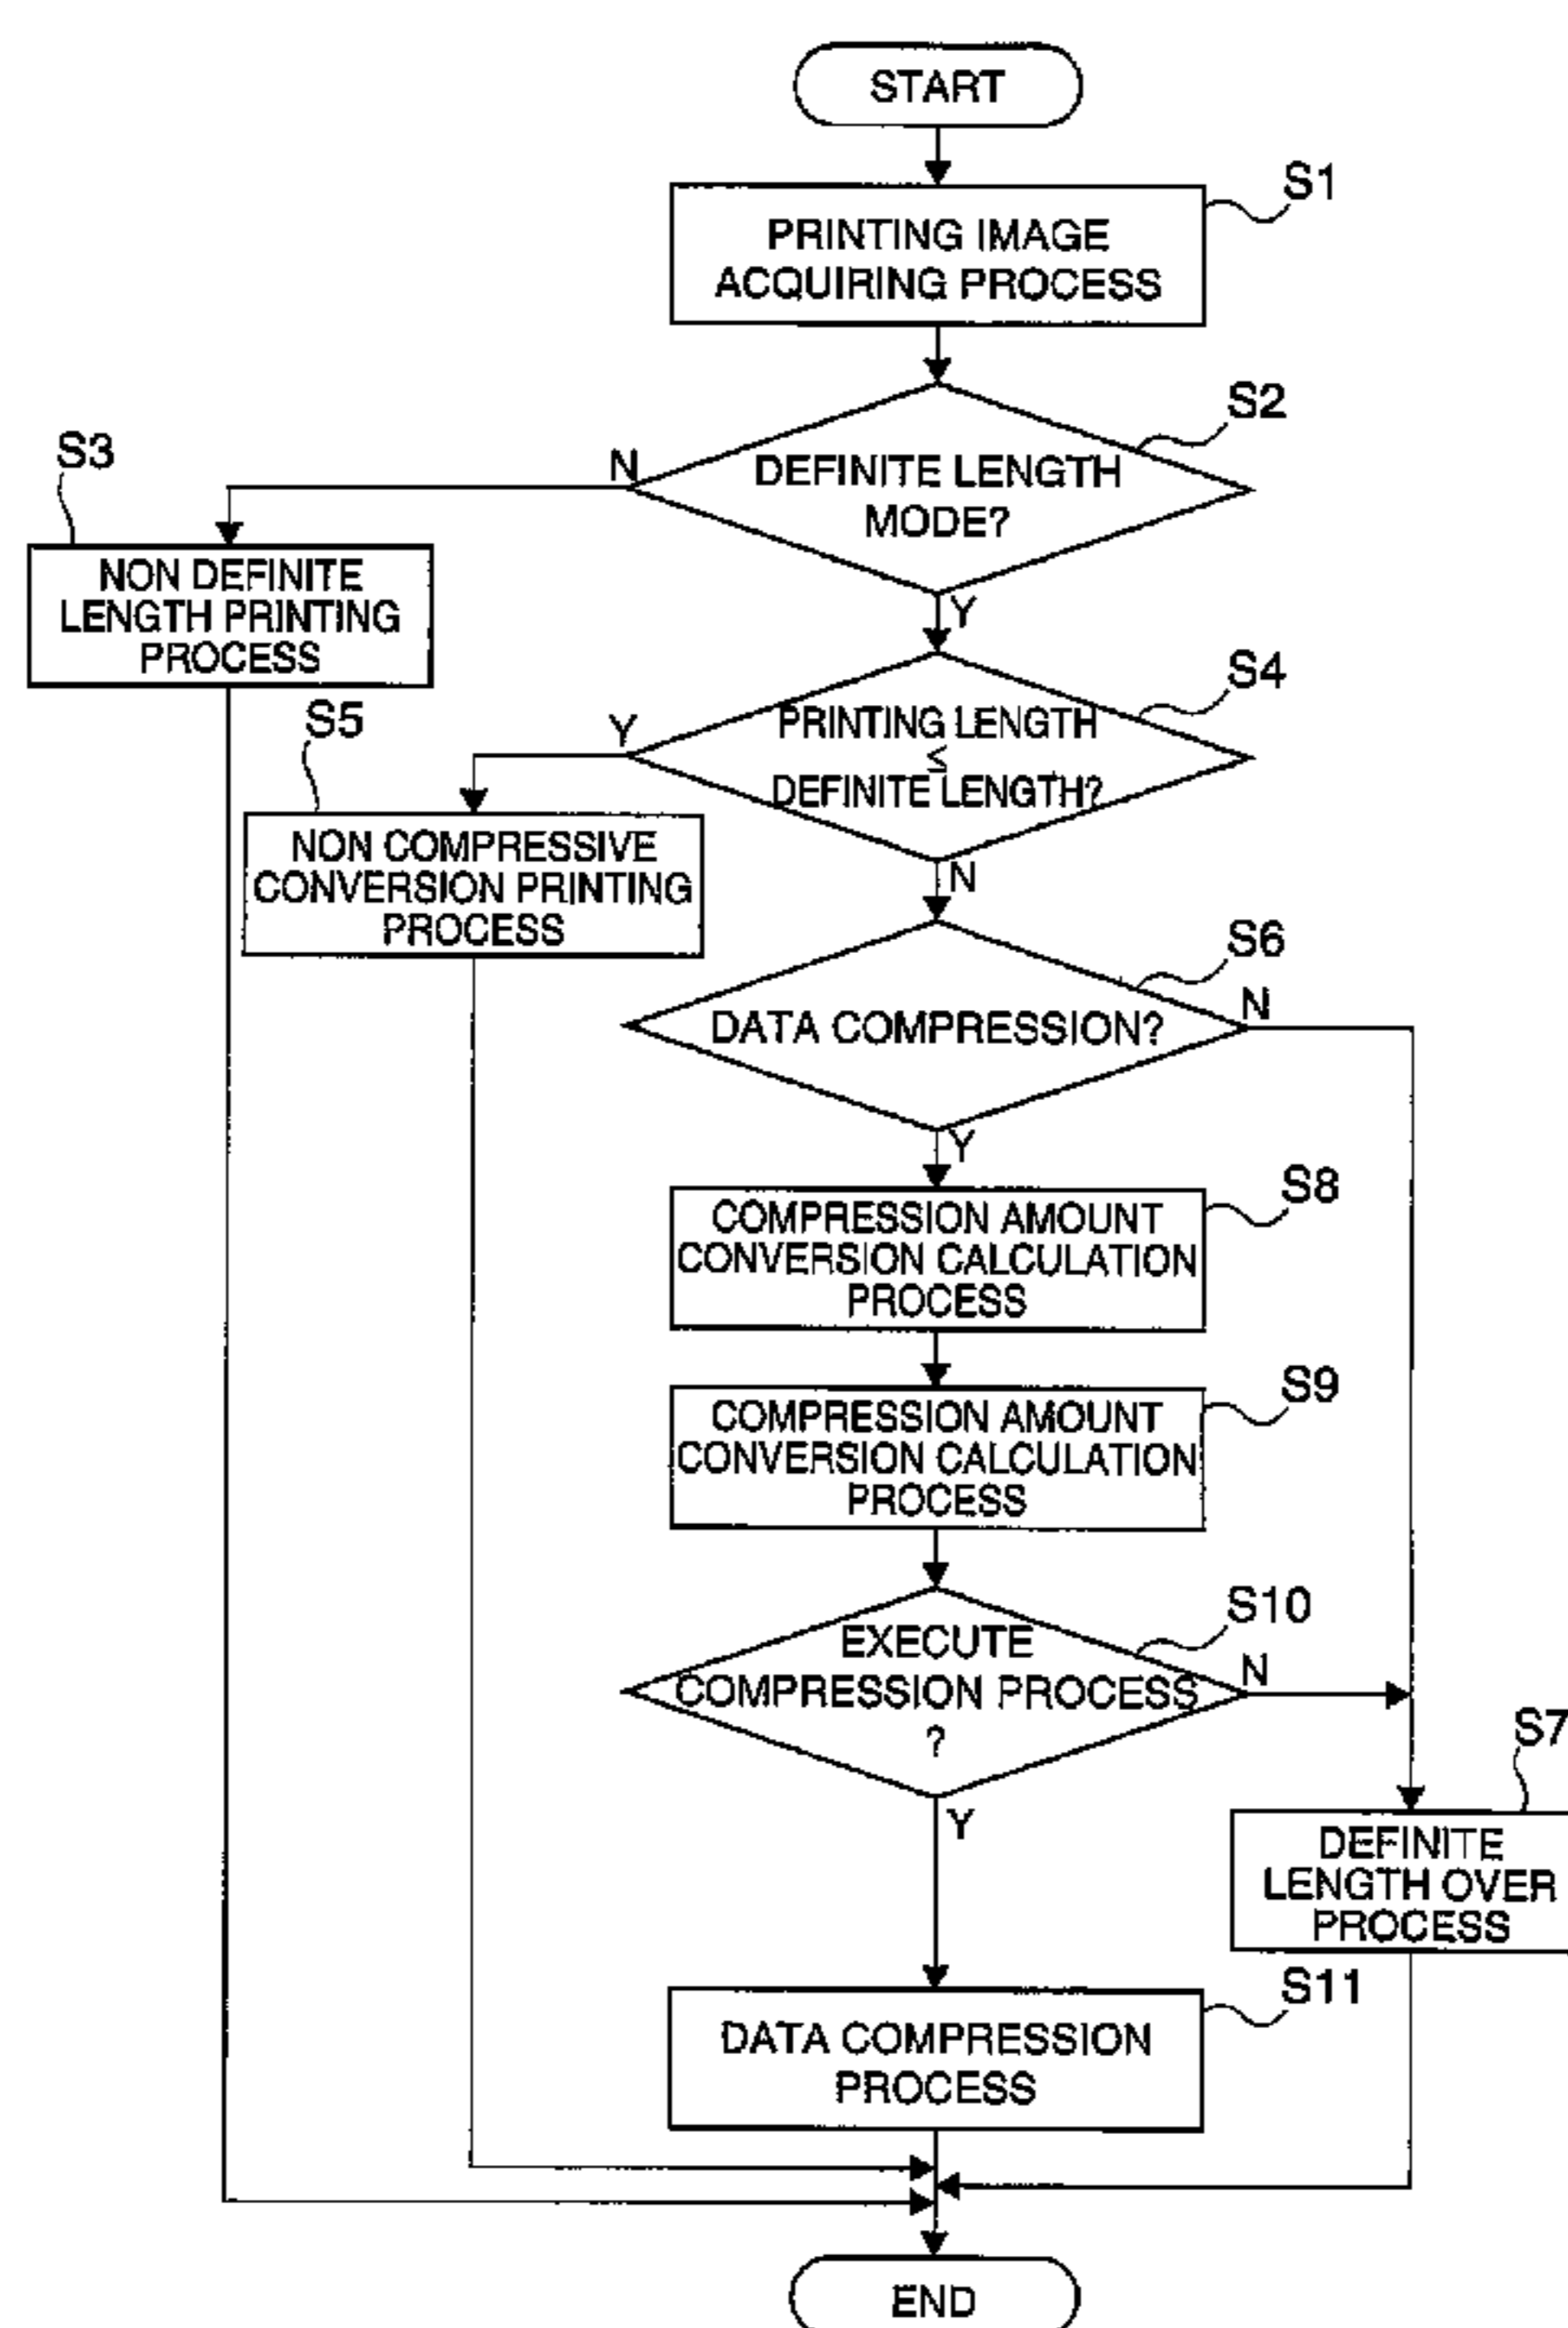 START
S1
PRINTING IMAGE
ACQUIRING PROCESS
S2
DEFINITE LENGTH
MODE?
N
Y
S3
NON DEFINITE
LENGTH PRINTING
PROCESS
S4
PRINTING LENGTH
≤
DEFINITE LENGTH?
Y
N
S5
NON COMPRESSIVE
CONVERSION PRINTING
PROCESS
S6
DATA COMPRESSION?
N
Y
S8
COMPRESSION AMOUNT
CONVERSION CALCULATION
PROCESS
S9
COMPRESSION AMOUNT
CONVERSION CALCULATION
PROCESS
S10
EXECUTE
COMPRESSION PROCESS
?
N
Y
S7
DEFINITE
LENGTH OVER
PROCESS
S11
DATA COMPRESSION
PROCESS
END